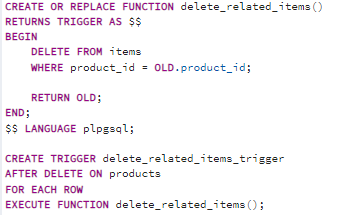 CREATE OR REPLACE FUNCTION delete_related_items()
RETURNS TRIGGER AS $$
BEGIN
    DELETE FROM items
    WHERE product_id = OLD.product_id;

    RETURN OLD;
END;
$$ LANGUAGE plpgsql;

CREATE TRIGGER delete_related_items_trigger
AFTER DELETE ON products
FOR EACH ROW
EXECUTE FUNCTION delete_related_items();